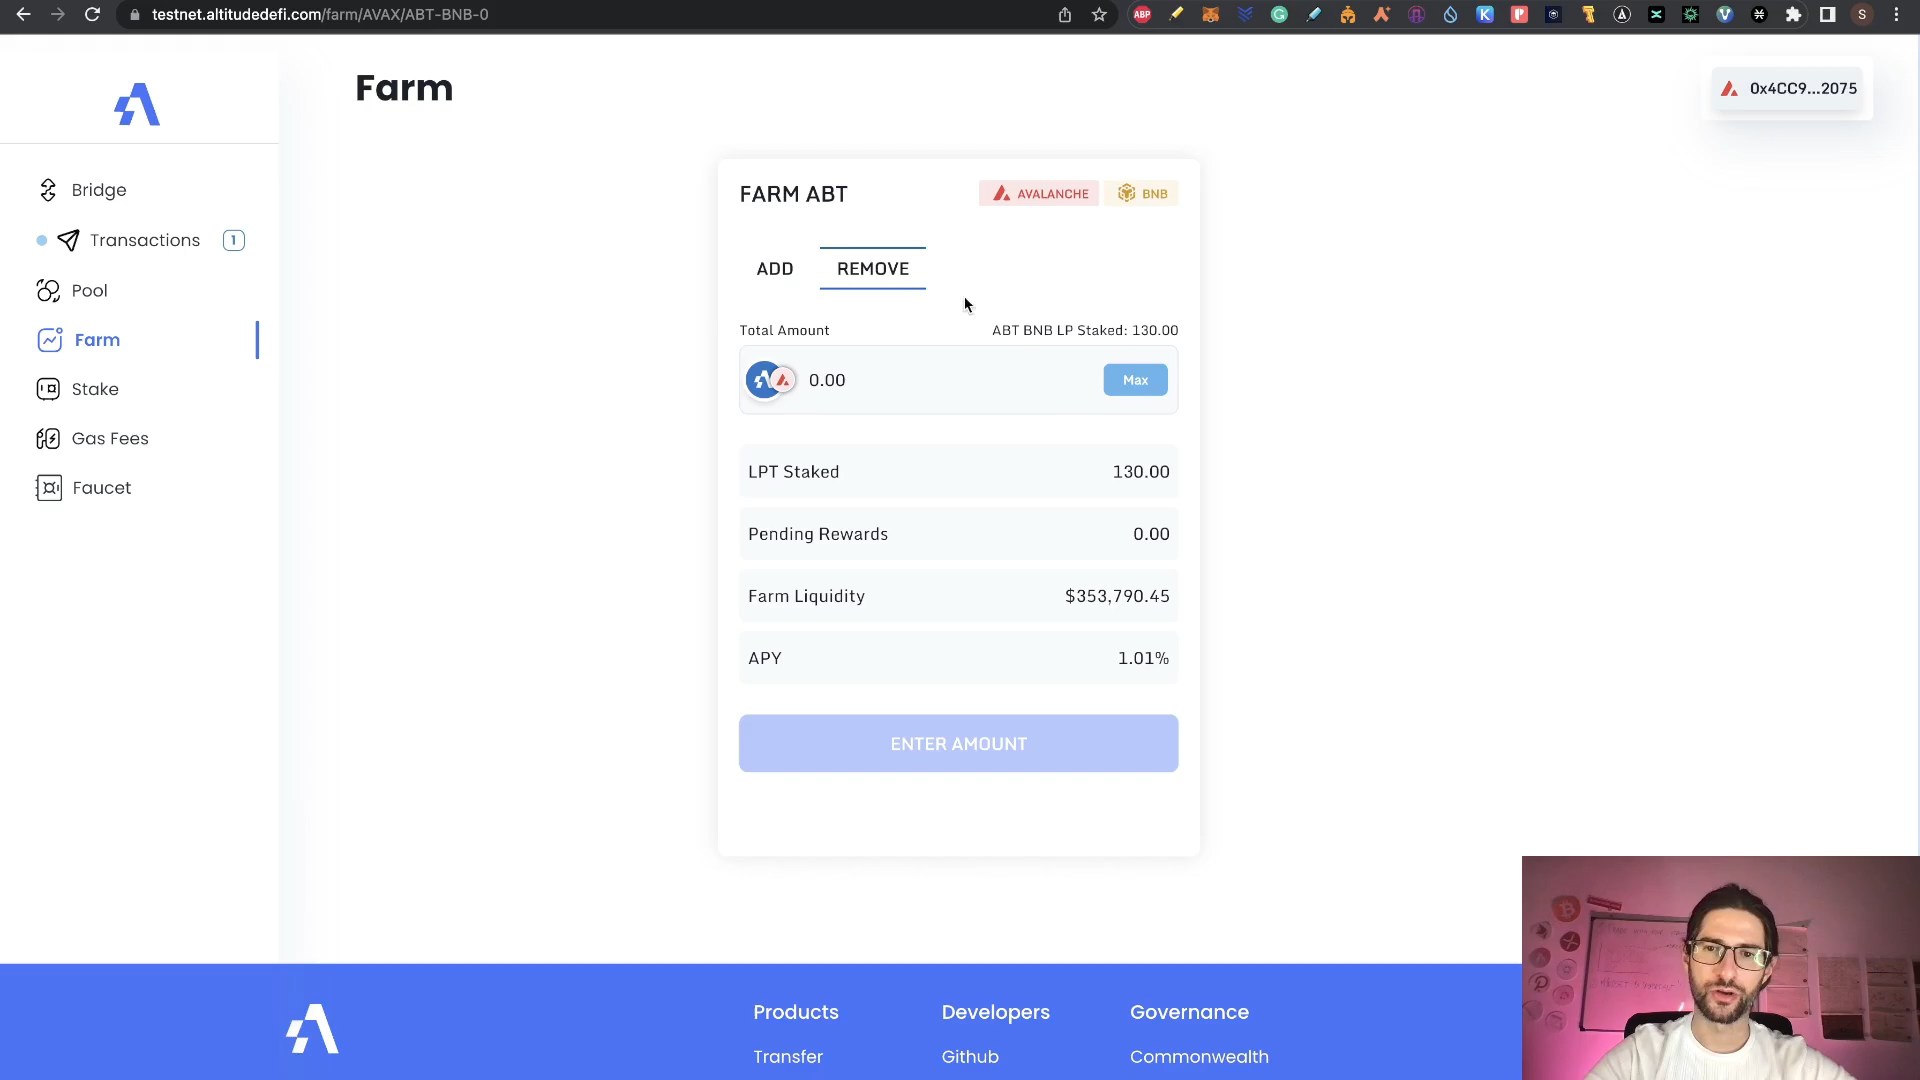 testnet.altitudedefi.com/farm/AVAX/ABT-BNB-0
ABP
S
Farm
0x4CC9...2075
Bridge
Transactions 1
Pool
Farm
Stake
Gas Fees
Faucet
FARM ABT
AVALANCHE
BNB
ADD
REMOVE
Total Amount
ABT BNB LP Staked: 130.00
0.00
Max
LPT Staked 130.00
Pending Rewards 0.00
Farm Liquidity $353,790.45
APY 1.01%
ENTER AMOUNT
Products
Developers
Governance
Transfer
Github
Commonwealth